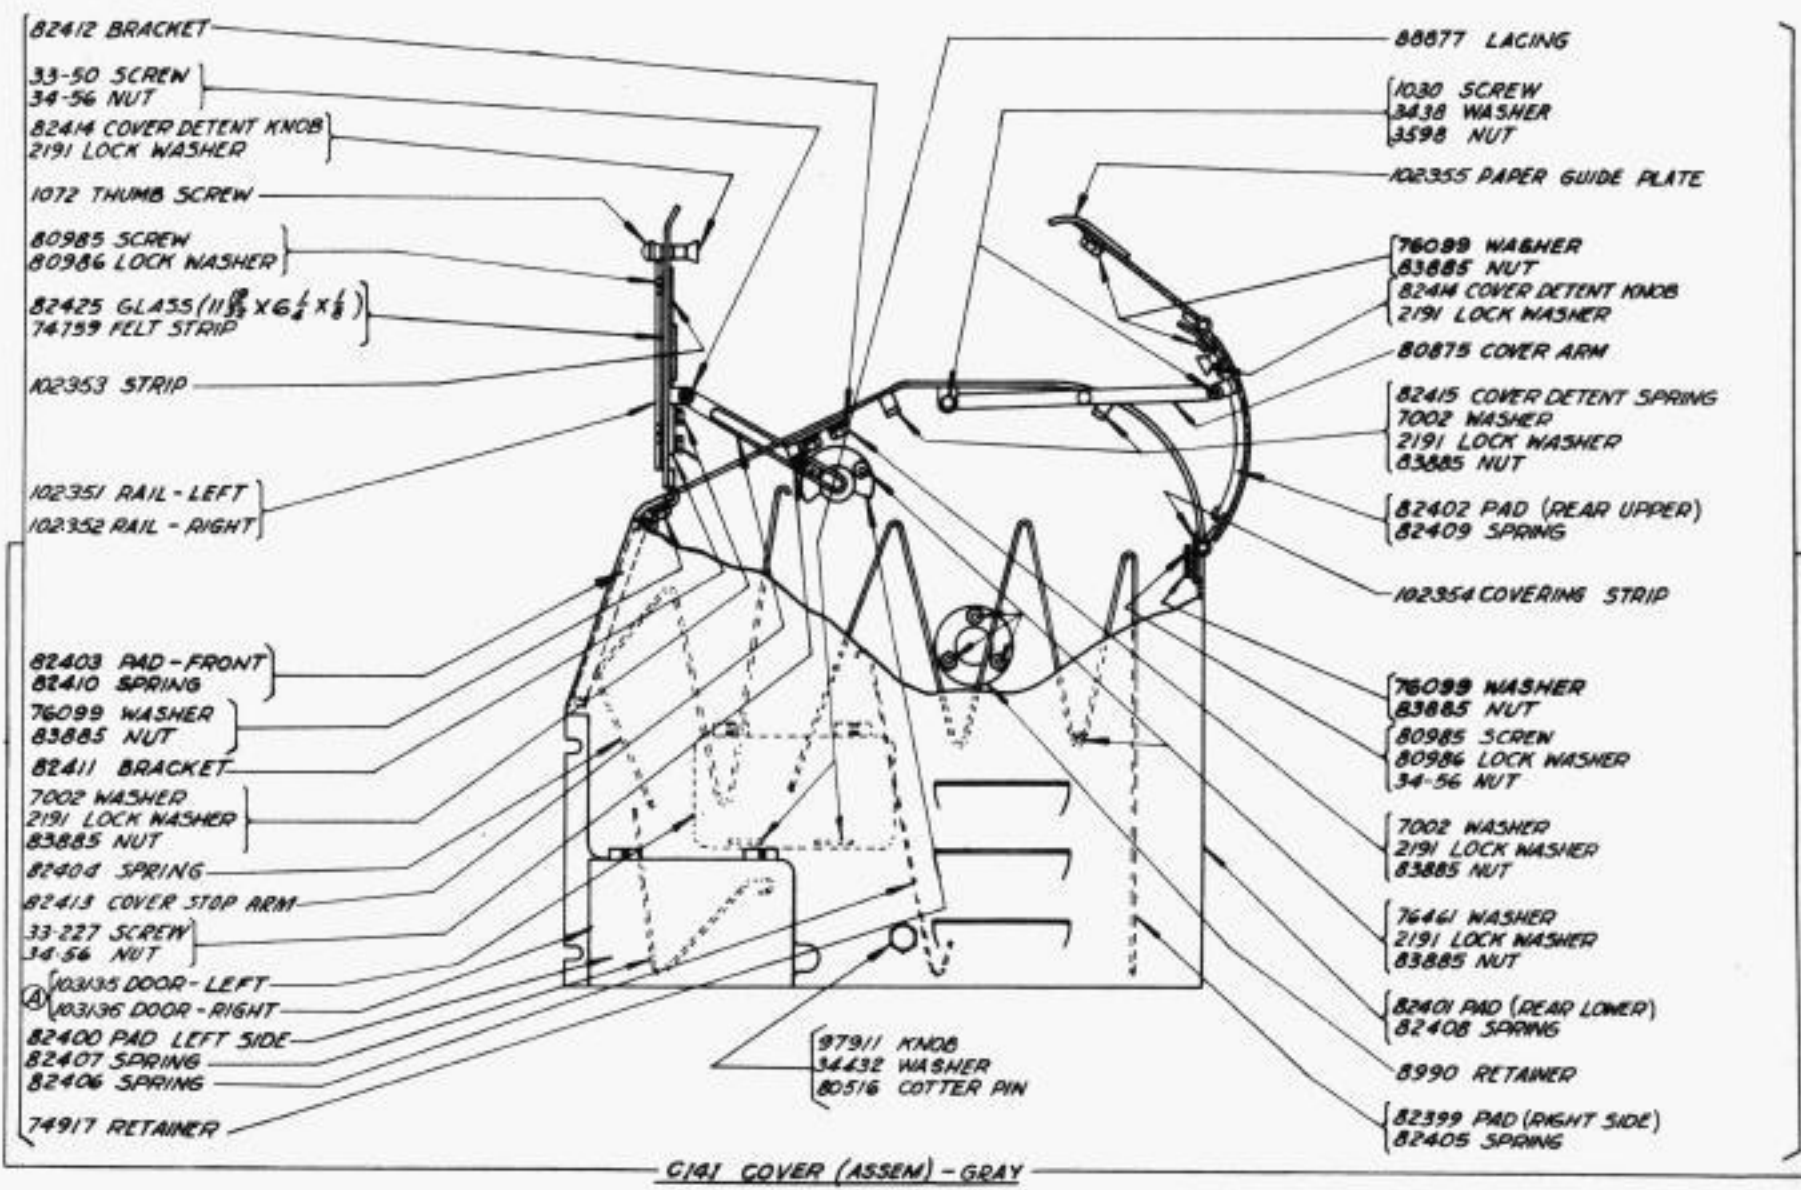 82412 BRACKET
33-50 SCREW
34-56 NUT
82414 COVER DETENT KNOB
2191 LOCK WASHER
1072 THUMB SCREW
80985 SCREW
80986 LOCK WASHER
82425 GLASS (11 19/32 X 6 1/4 X 1/8)
74759 FELT STRIP
102353 STRIP
102351 RAIL - LEFT
102352 RAIL - RIGHT
82403 PAD - FRONT
82410 SPRING
76099 WASHER
83885 NUT
82411 BRACKET
7002 WASHER
2191 LOCK WASHER
83885 NUT
82404 SPRING
82413 COVER STOP ARM
33-227 SCREW
34-56 NUT
A
103135 DOOR - LEFT
103136 DOOR - RIGHT
82400 PAD LEFT SIDE
82407 SPRING
82406 SPRING
74917 RETAINER
97911 KNOB
34432 WASHER
80516 COTTER PIN
88877 LACING
1030 SCREW
3438 WASHER
3598 NUT
102355 PAPER GUIDE PLATE
76099 WASHER
83885 NUT
82414 COVER DETENT KNOB
2191 LOCK WASHER
80875 COVER ARM
82415 COVER DETENT SPRING
7002 WASHER
2191 LOCK WASHER
83885 NUT
82402 PAD (REAR UPPER)
82409 SPRING
102354 COVERING STRIP
76099 WASHER
83885 NUT
80985 SCREW
80986 LOCK WASHER
34-56 NUT
7002 WASHER
2191 LOCK WASHER
83885 NUT
76461 WASHER
2191 LOCK WASHER
83885 NUT
82401 PAD (REAR LOWER)
82408 SPRING
8990 RETAINER
82399 PAD (RIGHT SIDE)
82405 SPRING
C141 COVER (ASSEM) - GRAY